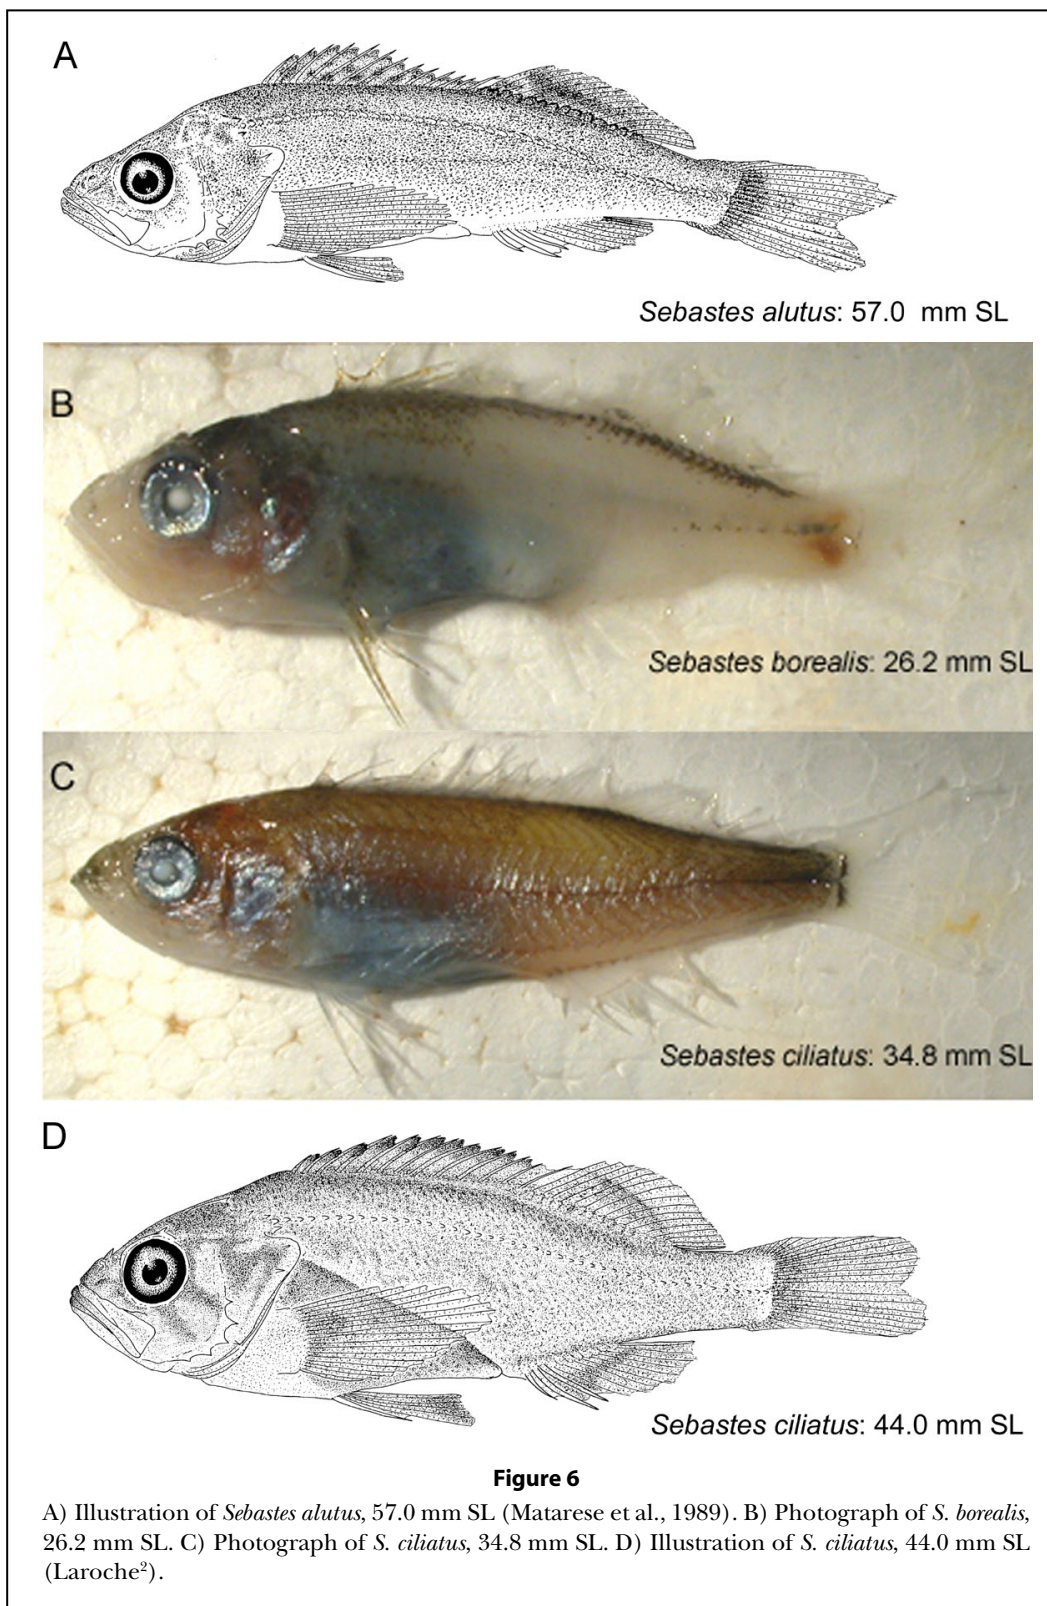 A
Sebastes alutus: 57.0 mm SL
B
Sebastes borealis: 26.2 mm SL
C
Sebastes ciliatus: 34.8 mm SL
D
Sebastes ciliatus: 44.0 mm SL
Figure 6
A) Illustration of Sebastes alutus, 57.0 mm SL (Matarese et al., 1989). B) Photograph of S. borealis,
26.2 mm SL. C) Photograph of S. ciliatus, 34.8 mm SL. D) Illustration of S. ciliatus, 44.0 mm SL
(Laroche²).